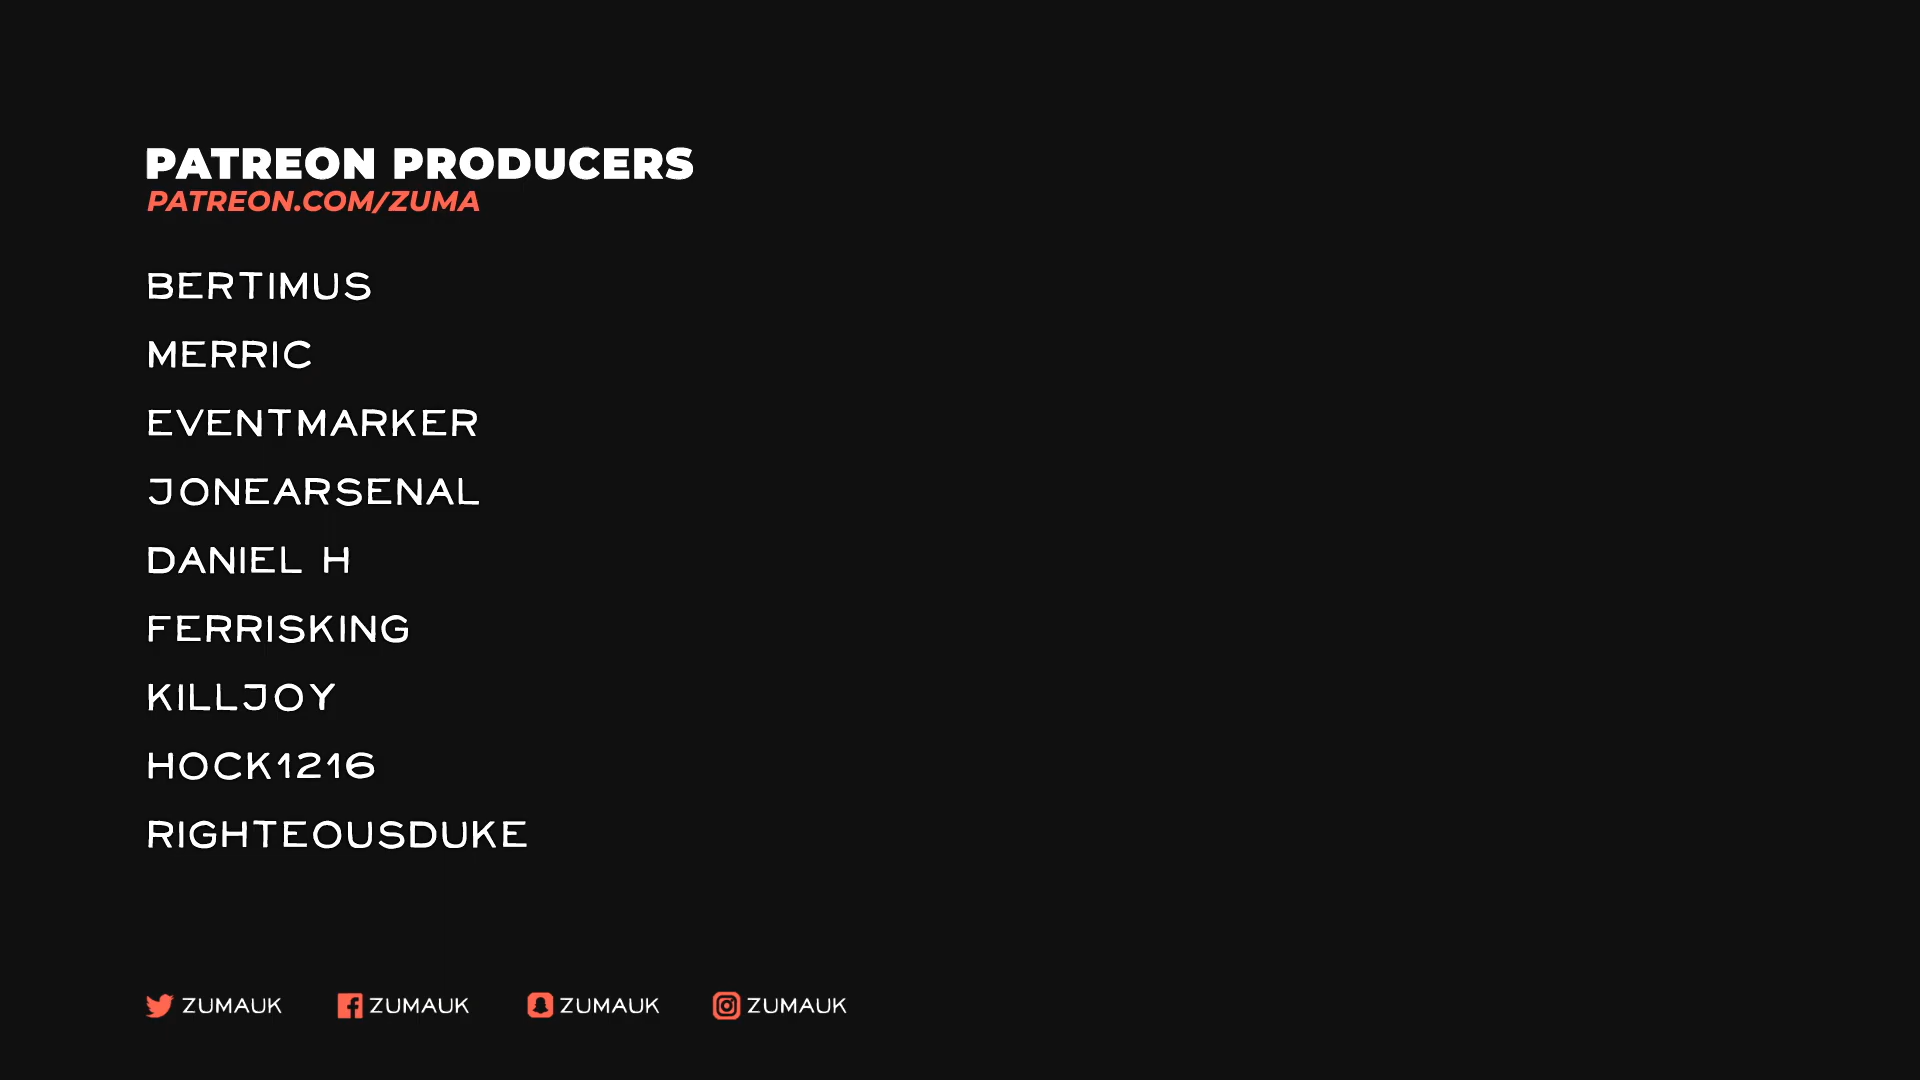 PATREON PRODUCERS
PATREON.COM/ZUMA
BERTIMUS
MERRIC
EVENTMARKER
JONEARSENAL
DANIEL H
FERRISKING
KILLJOY
HOCK1216
RIGHTEOUSDUKE
ZUMAUK ZUMAUK ZUMAUK ZUMAUK